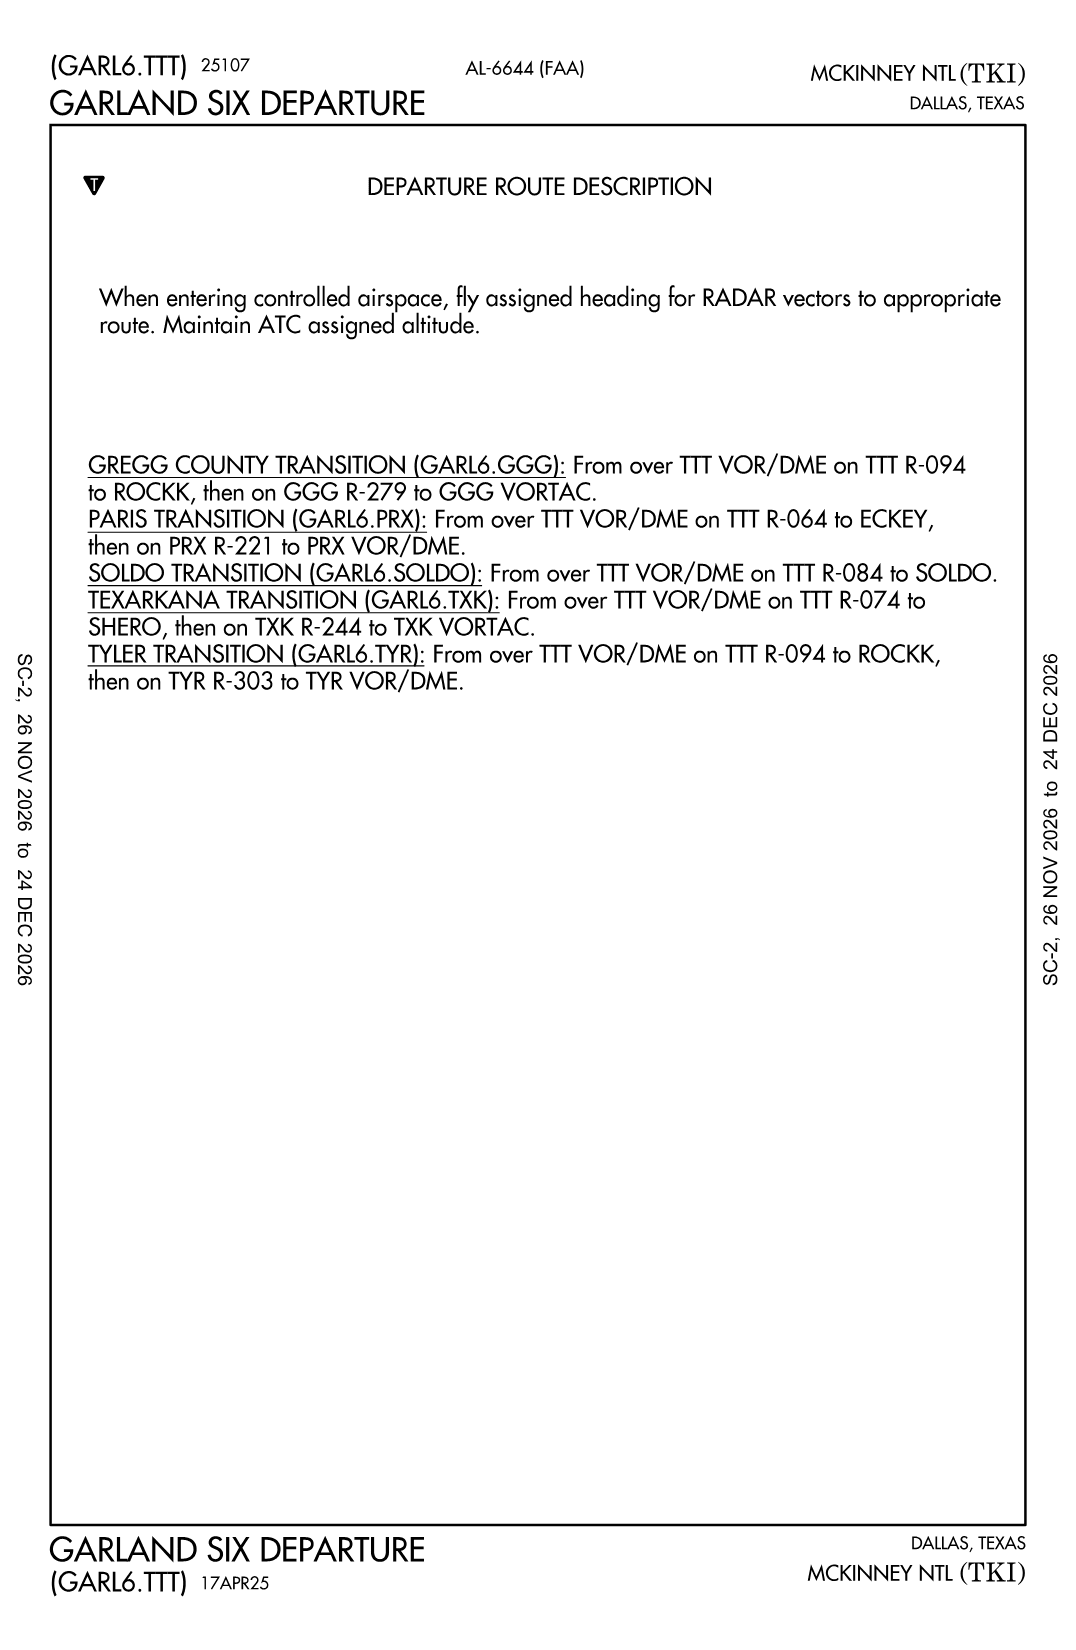 (GARL6.TTT) 25107
AL-6644 (FAA)
MCKINNEY NTL (TKI)
GARLAND SIX DEPARTURE
DALLAS, TEXAS
T
DEPARTURE ROUTE DESCRIPTION
When entering controlled airspace, fly assigned heading for RADAR vectors to appropriate
route. Maintain ATC assigned altitude.
GREGG COUNTY TRANSITION (GARL6.GGG): From over TTT VOR/DME on TTT R-094
to ROCKK, then on GGG R-279 to GGG VORTAC.
PARIS TRANSITION (GARL6.PRX): From over TTT VOR/DME on TTT R-064 to ECKEY,
then on PRX R-221 to PRX VOR/DME.
SOLDO TRANSITION (GARL6.SOLDO): From over TTT VOR/DME on TTT R-084 to SOLDO.
TEXARKANA TRANSITION (GARL6.TXK): From over TTT VOR/DME on TTT R-074 to
SHERO, then on TXK R-244 to TXK VORTAC.
TYLER TRANSITION (GARL6.TYR): From over TTT VOR/DME on TTT R-094 to ROCKK,
then on TYR R-303 to TYR VOR/DME.
SC-2, 26 NOV 2026 to 24 DEC 2026
SC-2, 26 NOV 2026 to 24 DEC 2026
GARLAND SIX DEPARTURE
DALLAS, TEXAS
(GARL6.TTT) 17APR25
MCKINNEY NTL (TKI)